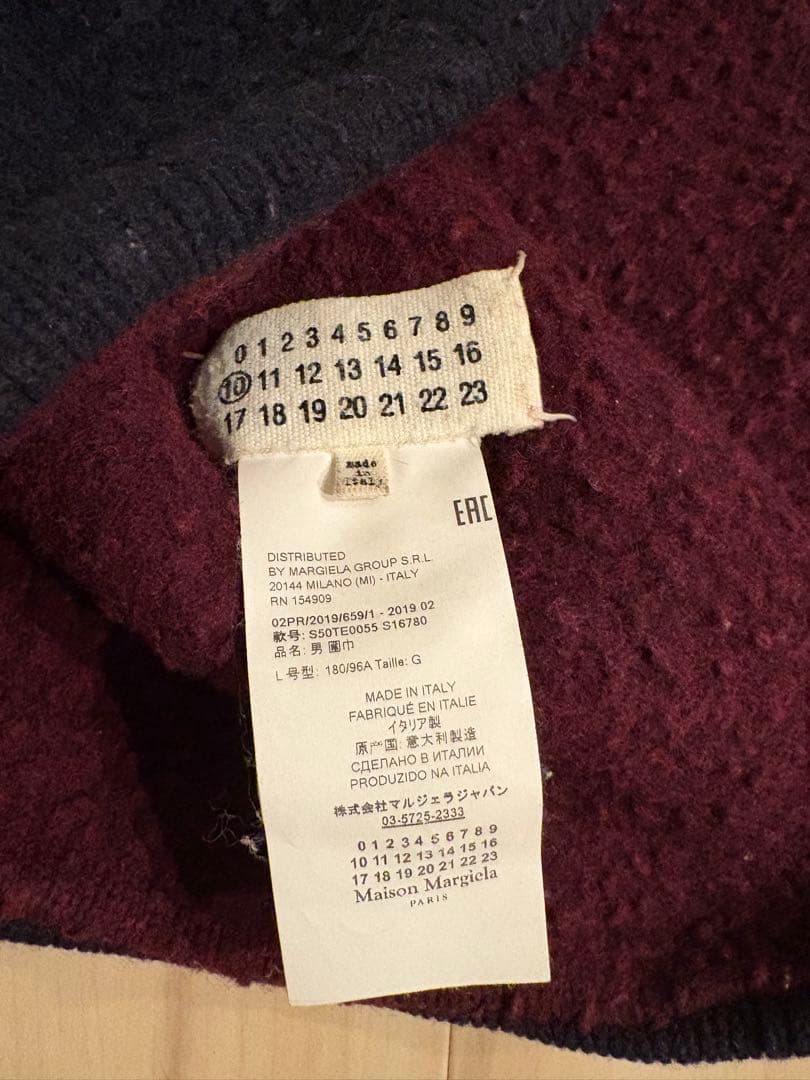 0 1 2 3 4 5 6 7 8 9
10 11 12 13 14 15 16
17 18 19 20 21 22 23
made
in
Italy
EAC
DISTRIBUTED
BY MARGIELA GROUP S.R.L.
20144 MILANO (MI) - ITALY
RN 154909
02PR/2019/659/1 - 2019 02
款号: S50TE0055 S16780
品名: 男 圍巾
L 号型: 180/96A Taille: G
MADE IN ITALY
FABRIQUÉ EN ITALIE
イタリア製
原产国: 意大利製造
СДЕЛАНО В ИТАЛИИ
PRODUZIDO NA ITALIA
株式会社マルジェラジャパン
03-5725-2333
0 1 2 3 4 5 6 7 8 9
10 11 12 13 14 15 16
17 18 19 20 21 22 23
Maison Margiela
PARIS